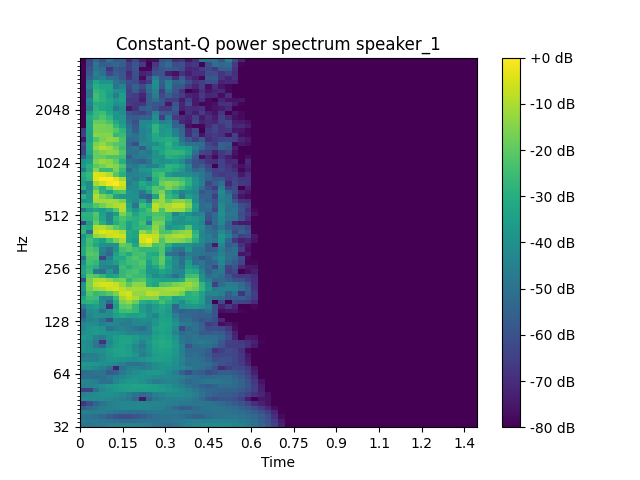 Constant-Q power spectrum speaker_1
Hz
2048
1024
512
256
128
64
32
0 0.15 0.3 0.45 0.6 0.75 0.9 1.1 1.2 1.4
Time
+0 dB
-10 dB
-20 dB
-30 dB
-40 dB
-50 dB
-60 dB
-70 dB
-80 dB